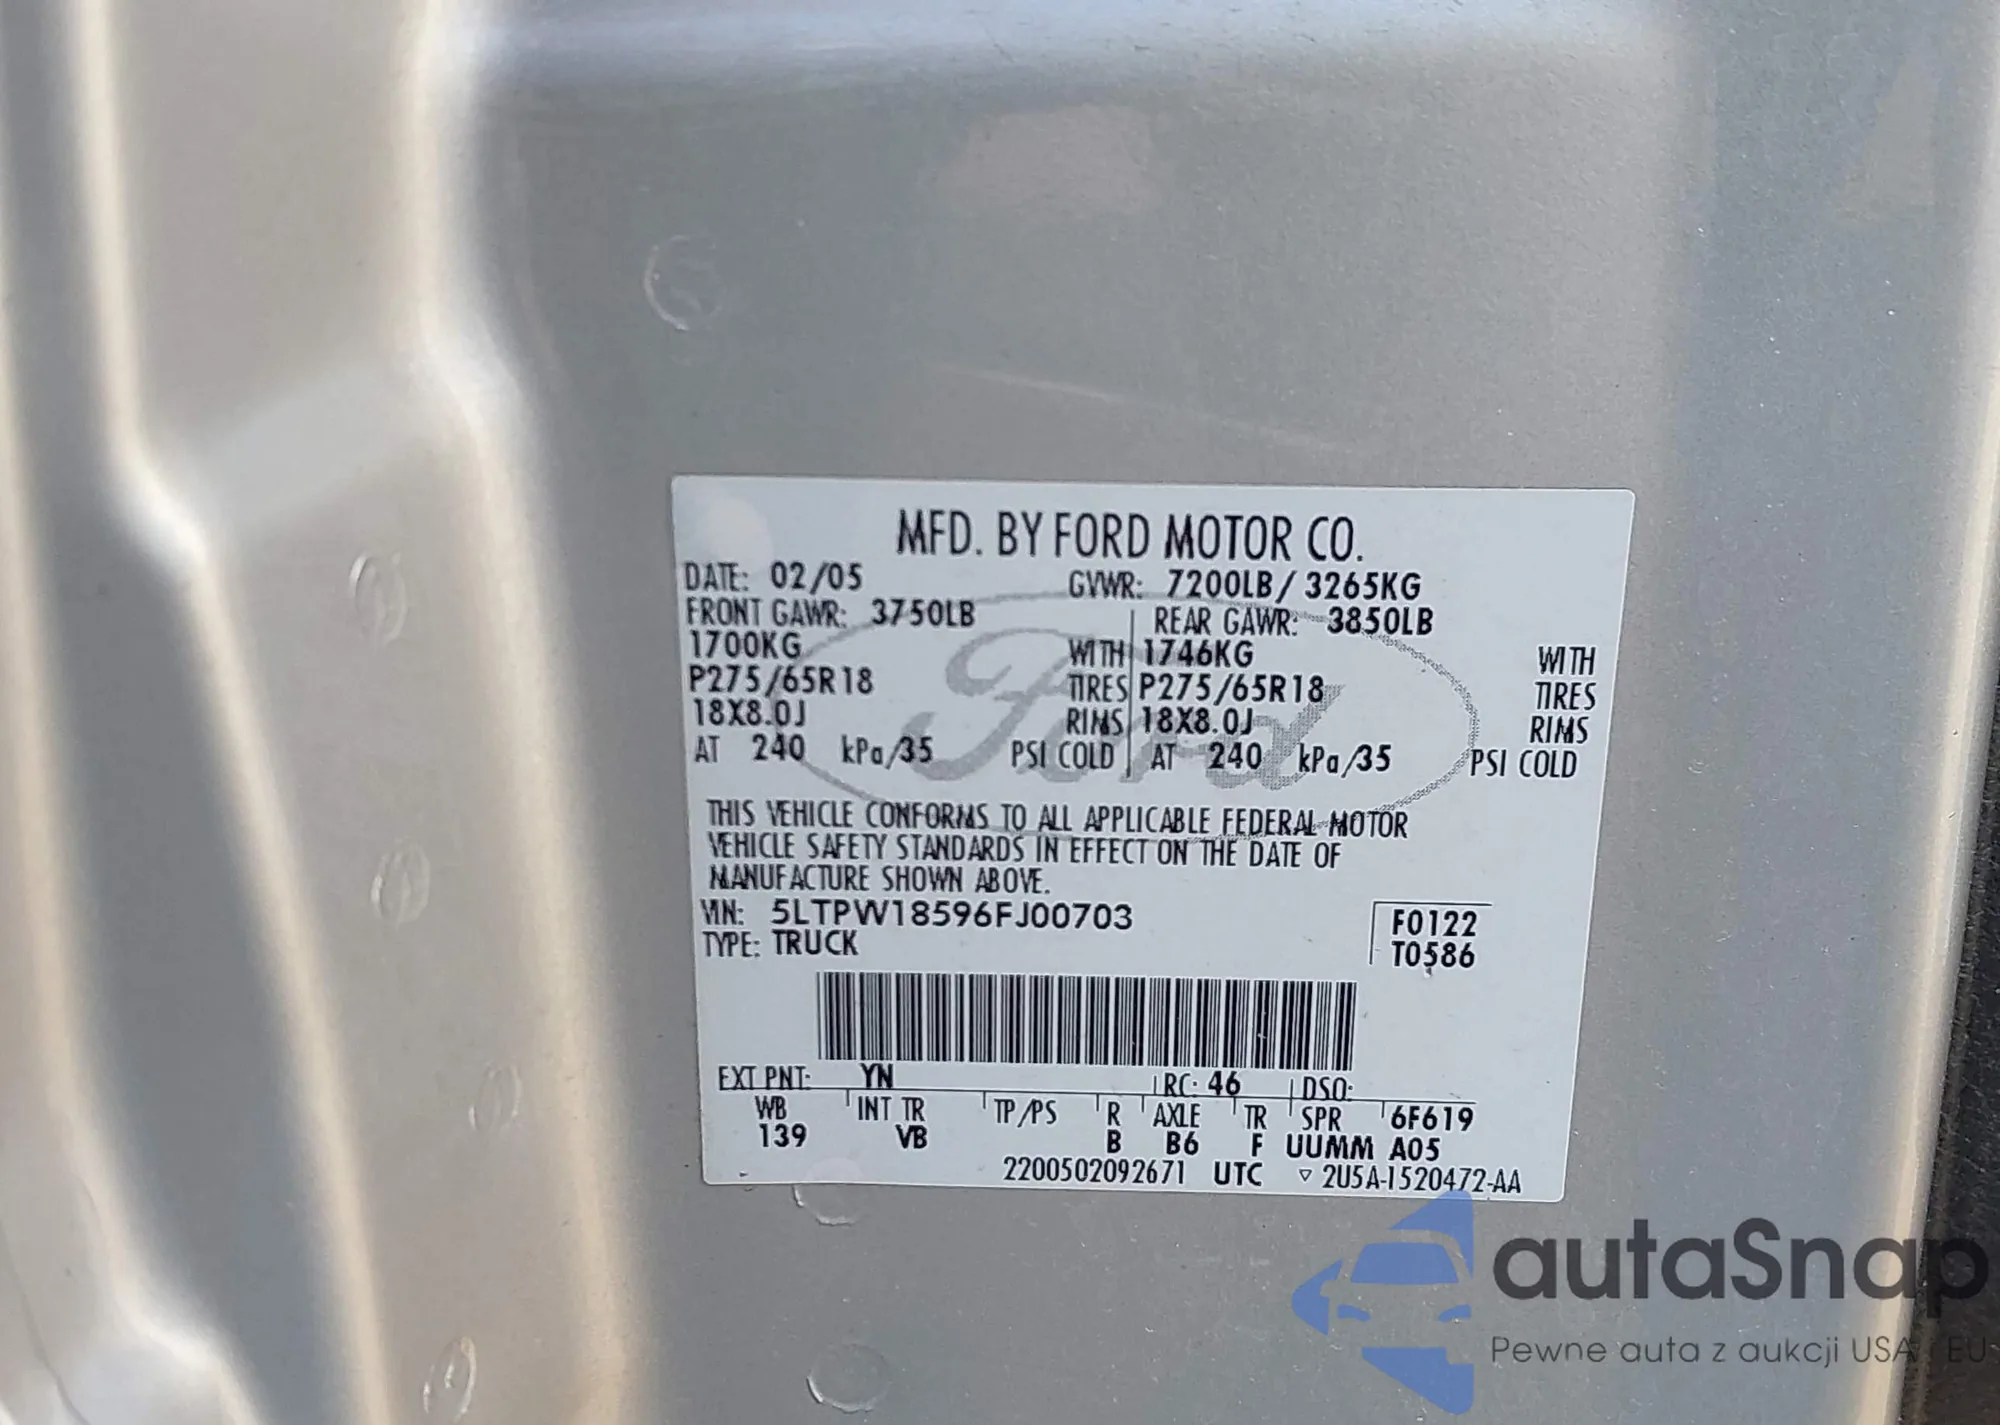 MFD. BY FORD MOTOR CO.
DATE: 02/05 GVWR: 7200LB/ 3265KG
FRONT GAWR: 3750LB REAR GAWR: 3850LB
1700KG WITH 1746KG WITH
P275/65R18 TIRES P275/65R18 TIRES
18X8.0J RIMS 18X8.0J RIMS
AT 240 kPa/35 PSI COLD AT 240 kPa/35 PSI COLD
Ford
THIS VEHICLE CONFORMS TO ALL APPLICABLE FEDERAL MOTOR
VEHICLE SAFETY STANDARDS IN EFFECT ON THE DATE OF
MANUFACTURE SHOWN ABOVE.
VIN: 5LTPW18596FJ00703 F0122
TYPE: TRUCK T0586
EXT PNT: YN RC: 46 DSO:
WB INT TR TP/PS R AXLE TR SPR 6F619
139 VB B B6 F UUMM A05
2200502092671 UTC ▽ 2U5A-1520472-AA
autaSnap
Pewne auta z aukcji USA i EU